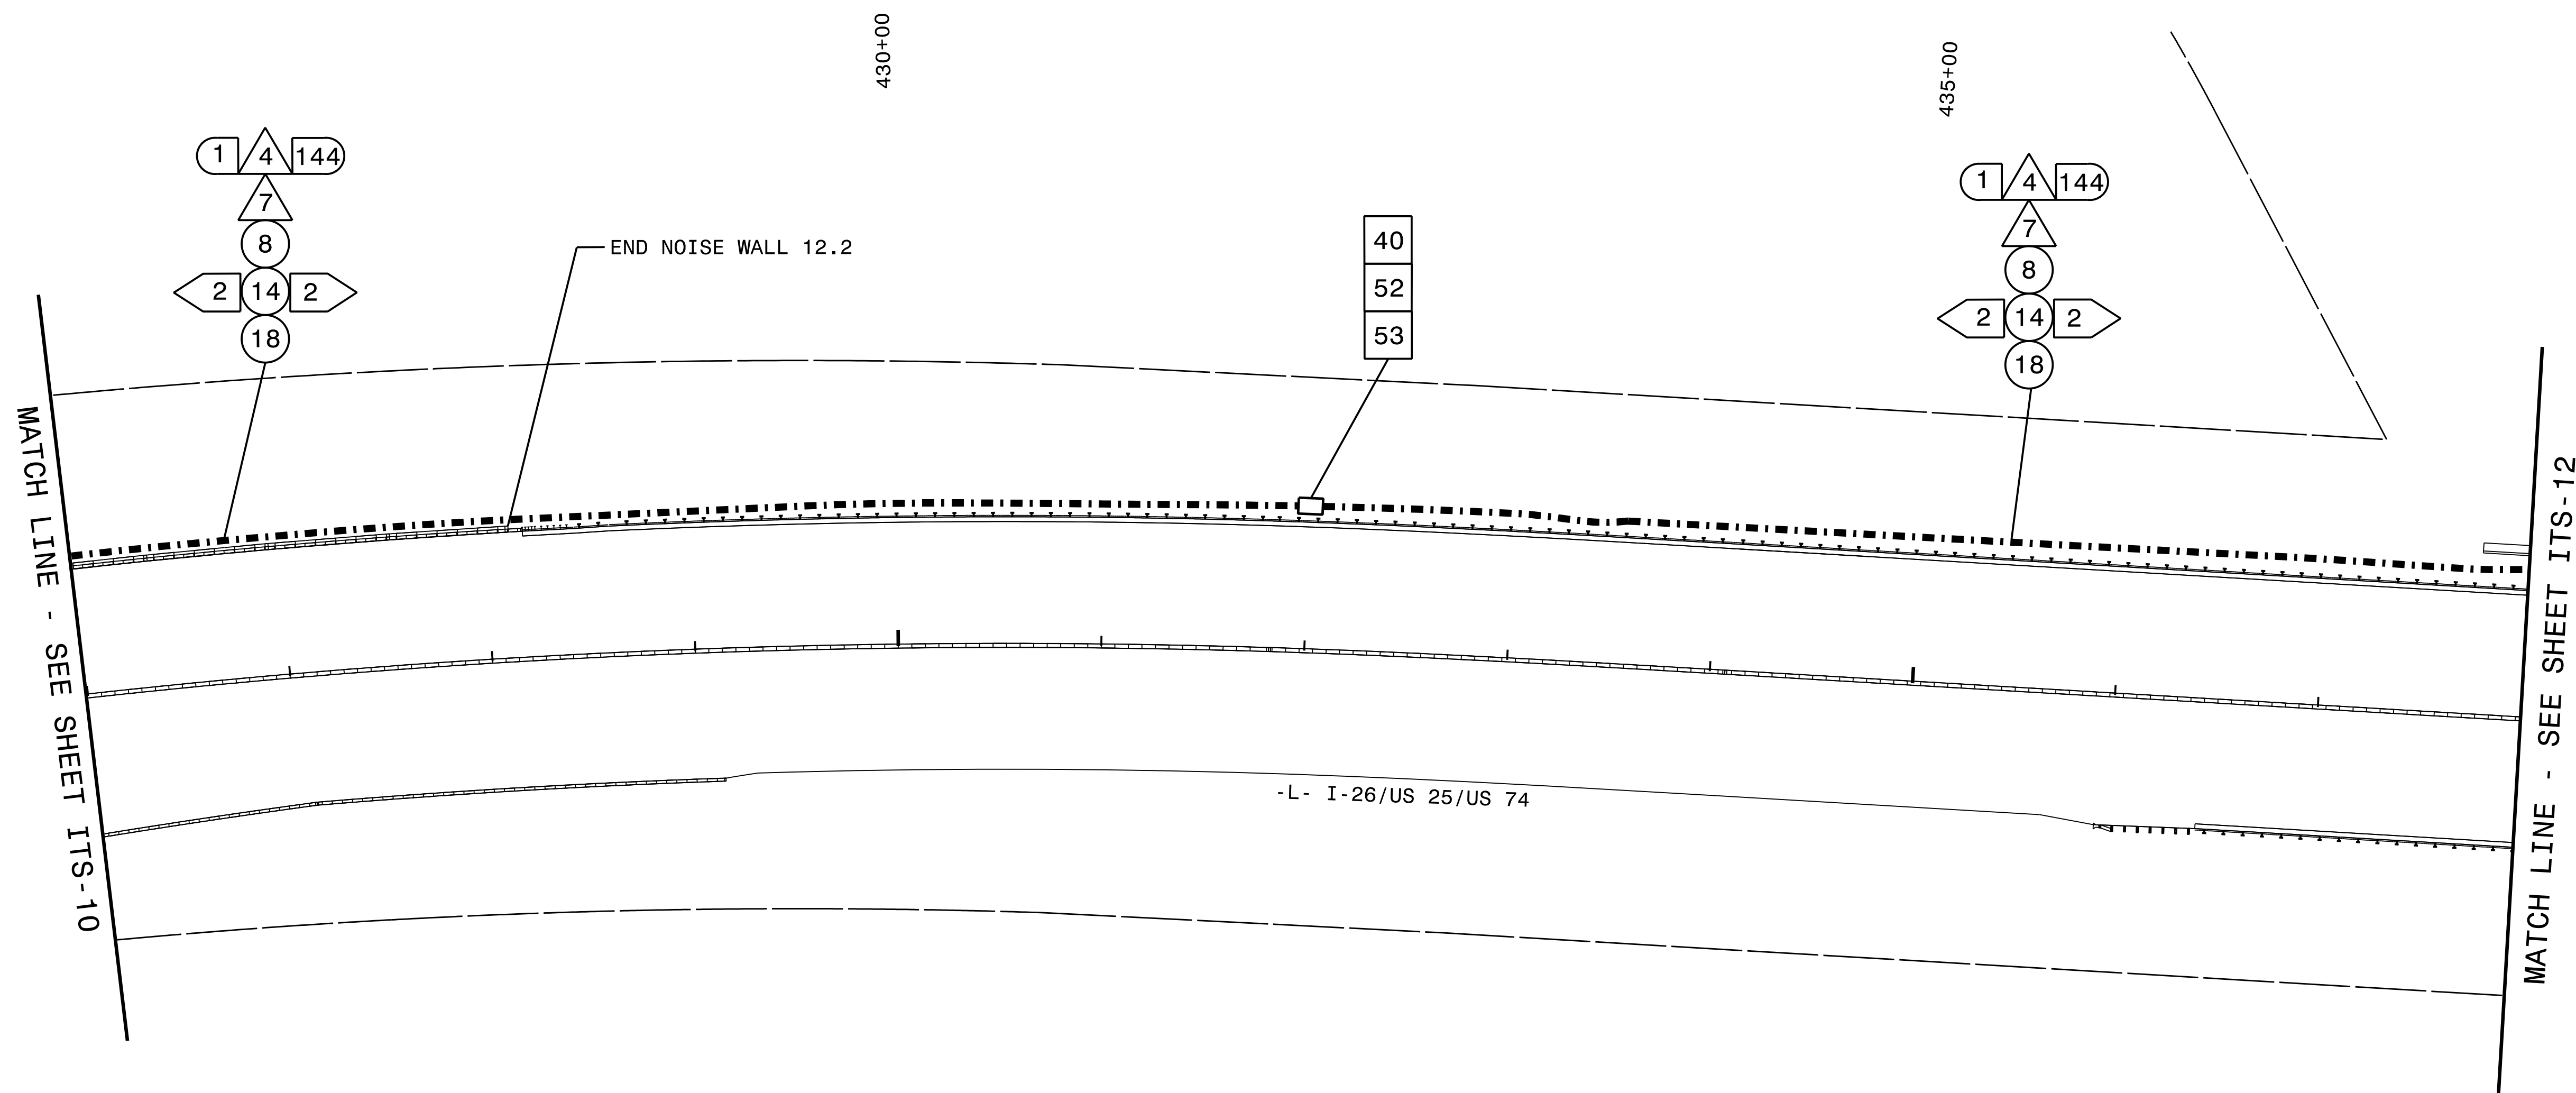 430+00
435+00
1 4 144
7
8
2 14 2
18
END NOISE WALL 12.2
40
52
53
1 4 144
7
8
2 14 2
18
MATCH LINE - SEE SHEET ITS-10
-L- I-26/US 25/US 74
MATCH LINE - SEE SHEET ITS-12